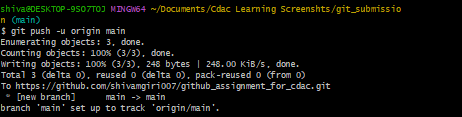 shiva@DESKTOP-9SO7TOJ MINGW64 ~/Documents/Cdac Learning Screenshts/git_submissio
n (main)
$ git push -u origin main
Enumerating objects: 3, done.
Counting objects: 100% (3/3), done.
Writing objects: 100% (3/3), 248 bytes | 248.00 KiB/s, done.
Total 3 (delta 0), reused 0 (delta 0), pack-reused 0 (from 0)
To https://github.com/shivamgiri007/github_assignment_for_cdac.git
 * [new branch]      main -> main
branch 'main' set up to track 'origin/main'.